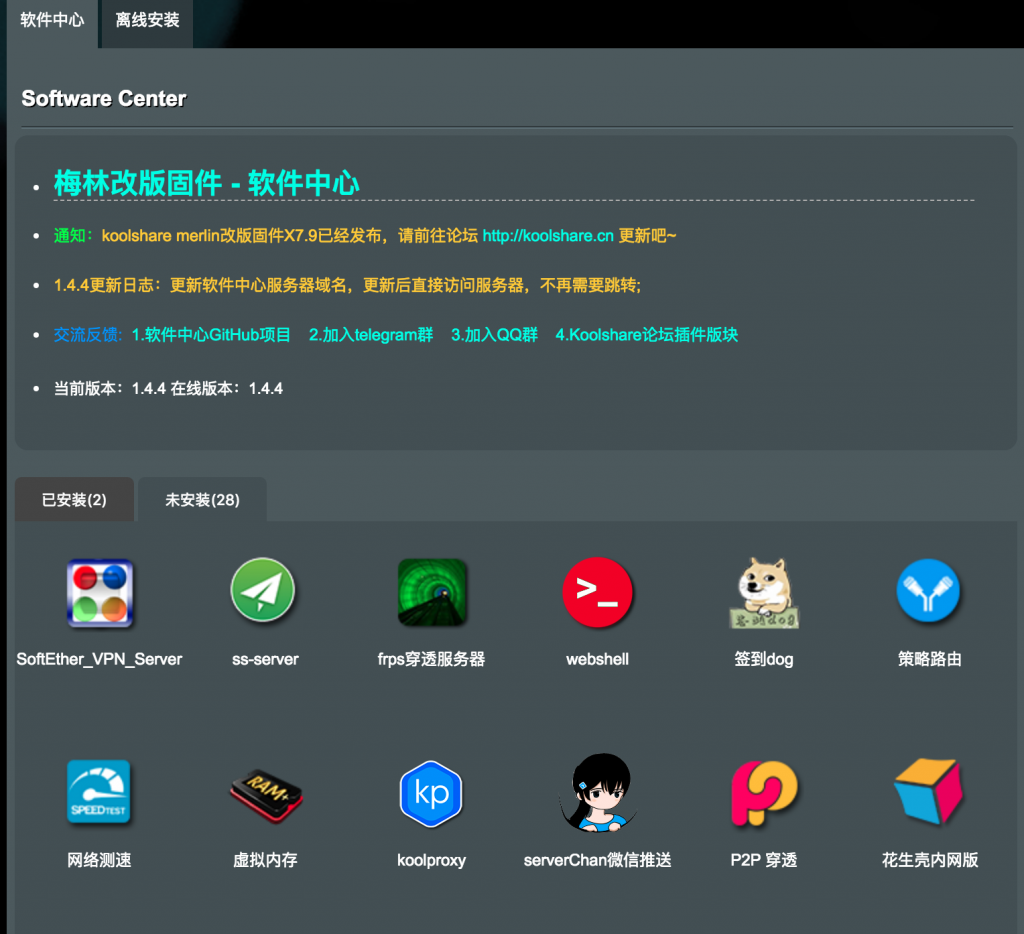 软件中心 离线安装
Software Center
梅林改版固件 - 软件中心
通知：koolshare merlin改版固件X7.9已经发布，请前往论坛 http://koolshare.cn 更新吧~
1.4.4更新日志：更新软件中心服务器域名，更新后直接访问服务器，不再需要跳转;
交流反馈: 1.软件中心GitHub项目 2.加入telegram群 3.加入QQ群 4.Koolshare论坛插件版块
当前版本：1.4.4 在线版本：1.4.4
已安装(2) 未安装(28)
>_
SoftEther_VPN_Server ss-server frps穿透服务器 webshell 签到dog 策略路由
SPEEDTEST RAM+ kp
网络测速 虚拟内存 koolproxy serverChan微信推送 P2P 穿透 花生壳内网版